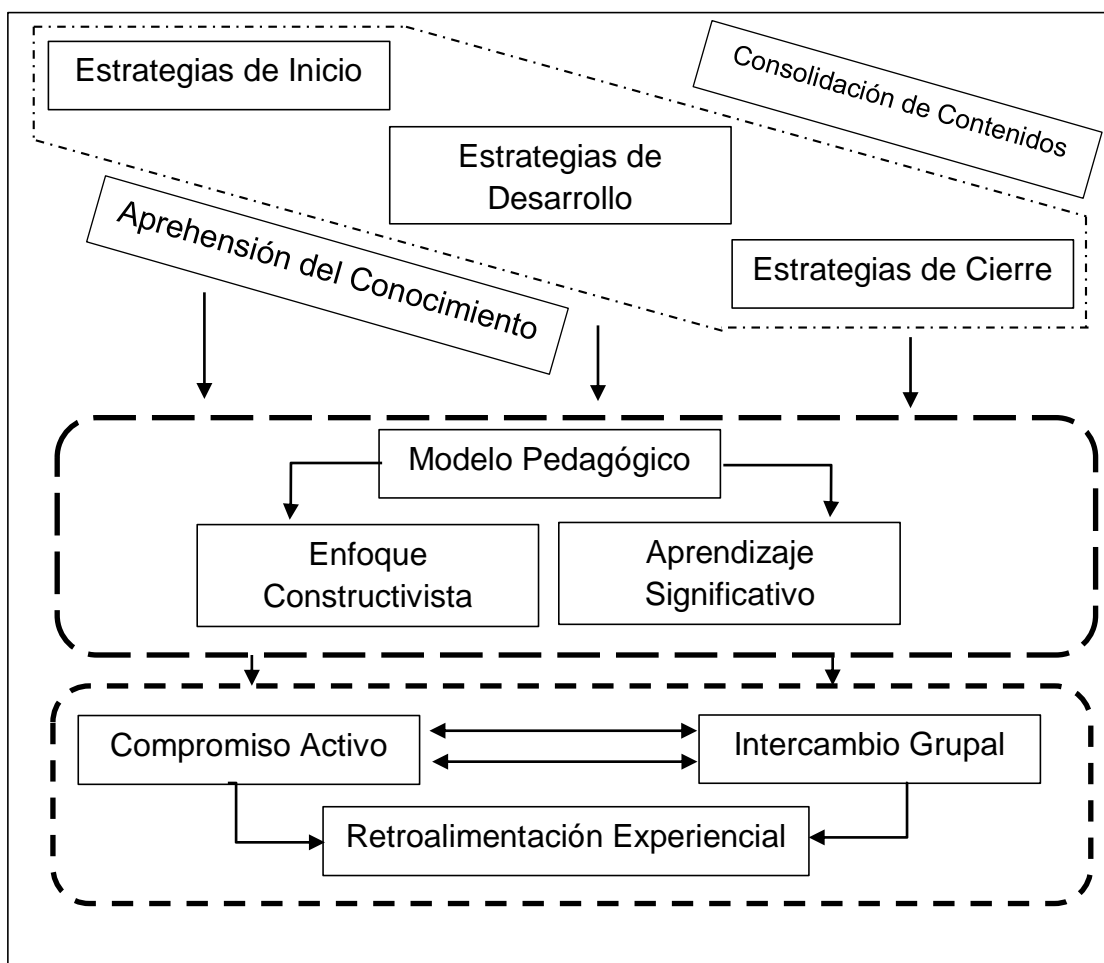 Estrategias de Inicio
Consolidación de Contenidos
Estrategias de
Desarrollo
Aprehensión del Conocimiento
Estrategias de Cierre
Modelo Pedagógico
Enfoque
Constructivista
Aprendizaje
Significativo
Compromiso Activo
Intercambio Grupal
Retroalimentación Experiencial